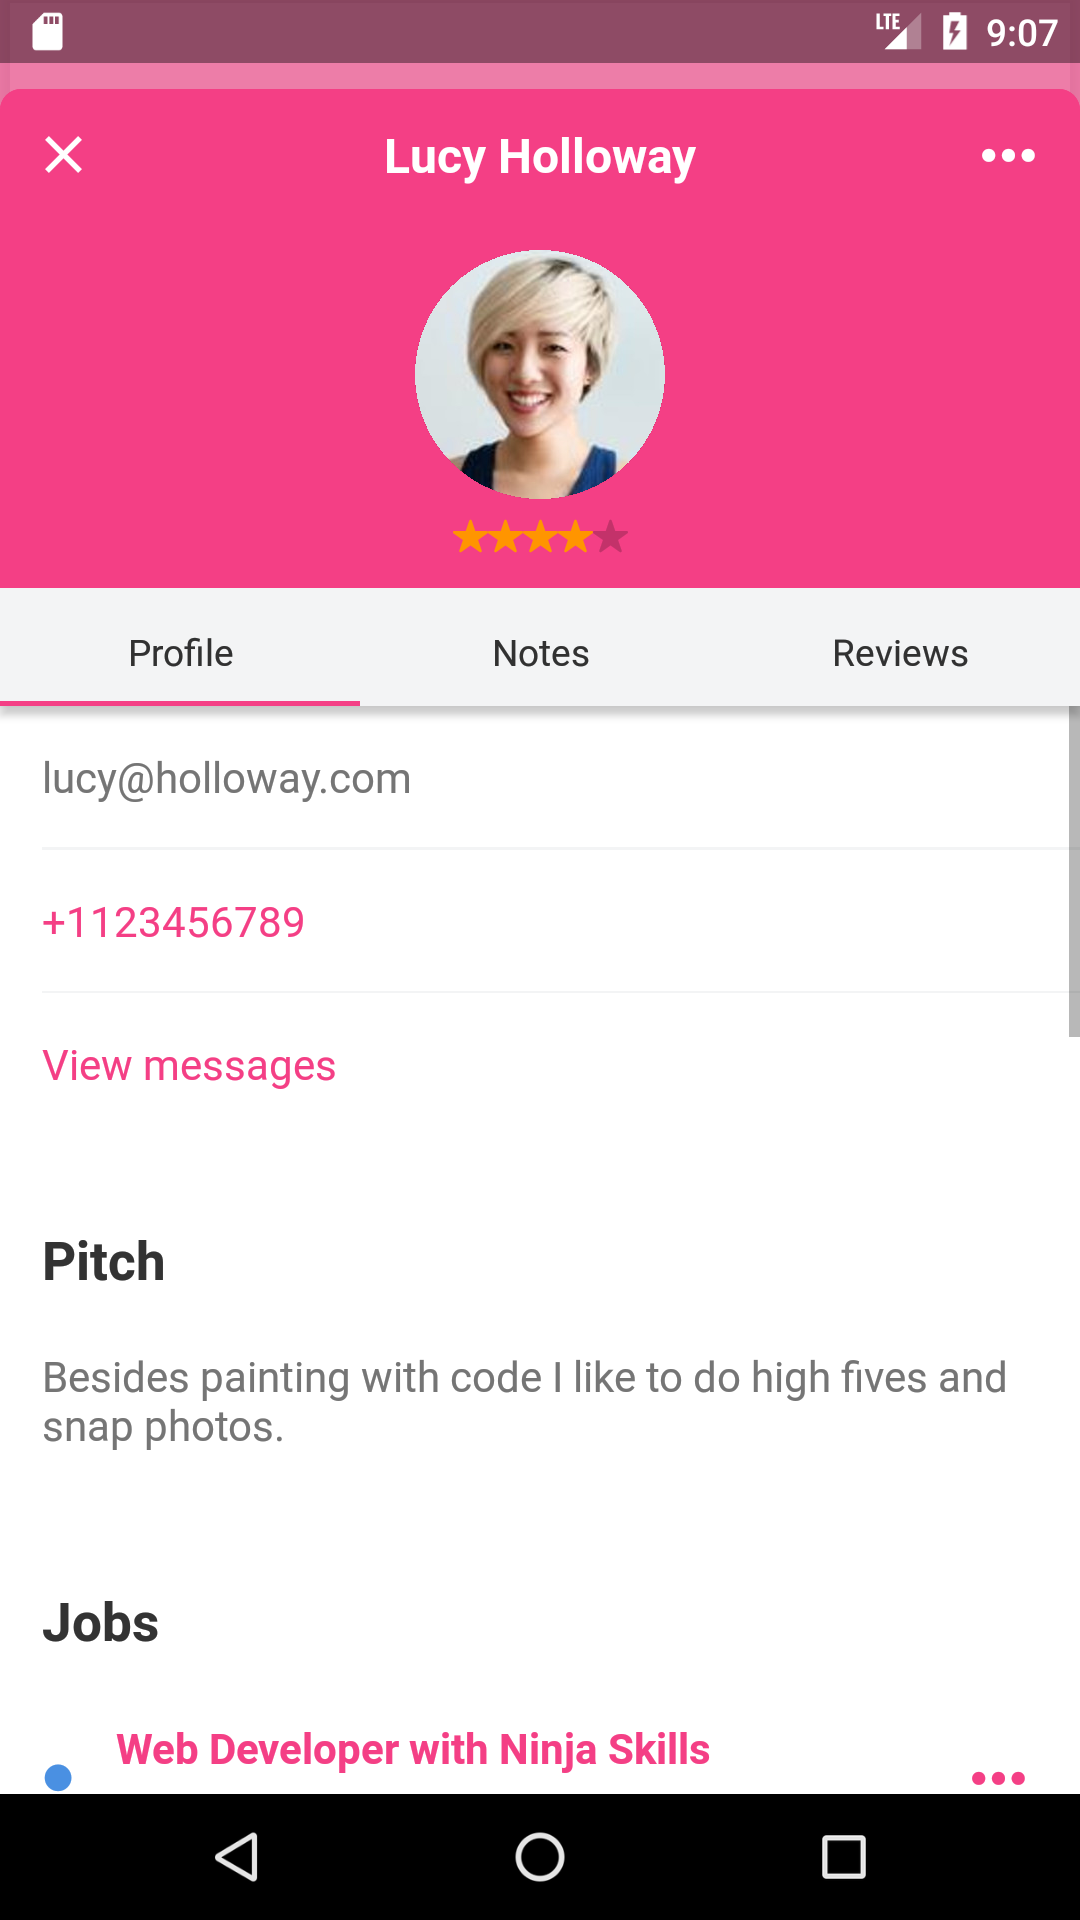 LTE 9:07
Lucy Holloway
Profile Notes Reviews
lucy@holloway.com
+1123456789
View messages
Pitch
Besides painting with code I like to do high fives and
snap photos.
Jobs
Web Developer with Ninja Skills